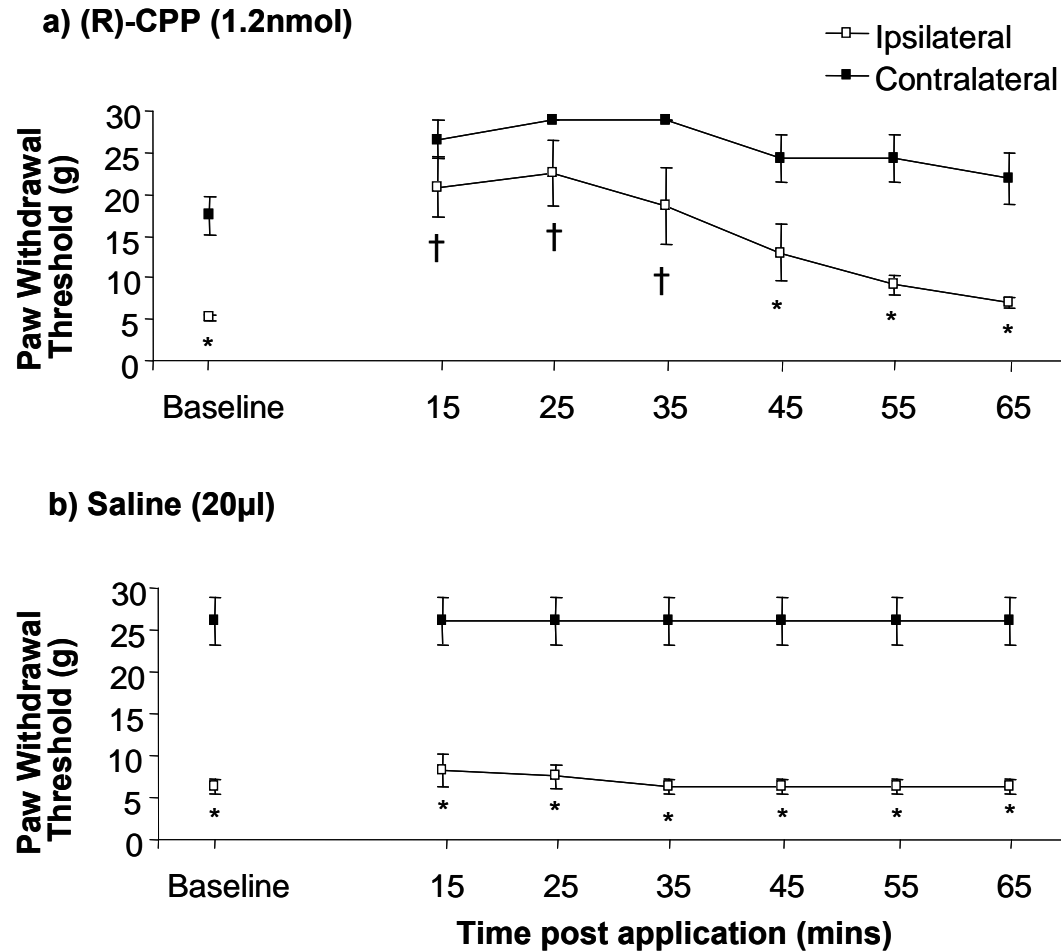 a) (R)-CPP (1.2nmol)
Ipsilateral
Contralateral
Paw Withdrawal
Threshold (g)
30
25
20
15
10
5
0
† † † * * * *
Baseline 15 25 35 45 55 65
b) Saline (20µl)
Paw Withdrawal
Threshold (g)
30
25
20
15
10
5
0
* * * * * * *
Baseline 15 25 35 45 55 65
Time post application (mins)